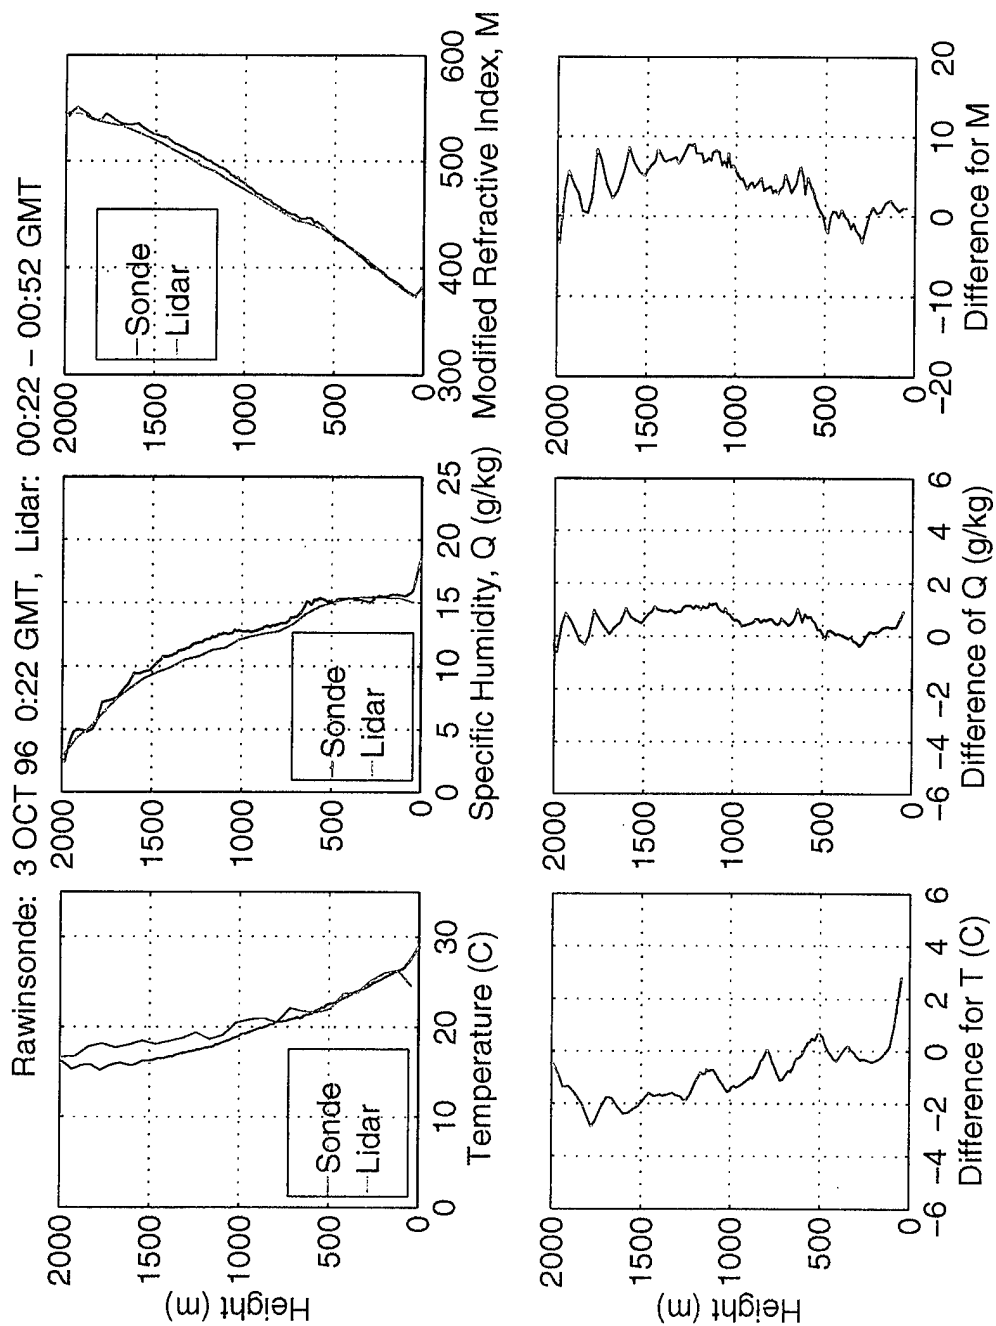 Rawinsonde: 3 OCT 96 0:22 GMT, Lidar: 00:22 – 00:52 GMT
Height (m)
2000
1500
1000
500
0
0 10 20 30
Temperature (C)
Sonde
Lidar
2000
1500
1000
500
0
0 5 10 15 20 25
Specific Humidity, Q (g/kg)
Sonde
Lidar
2000
1500
1000
500
0
300 400 500 600
Modified Refractive Index, M
Sonde
Lidar
Height (m)
2000
1500
1000
500
0
−6 −4 −2 0 2 4 6
Difference for T (C)
2000
1500
1000
500
0
−6 −4 −2 0 2 4 6
Difference of Q (g/kg)
2000
1500
1000
500
0
−20 −10 0 10 20
Difference for M